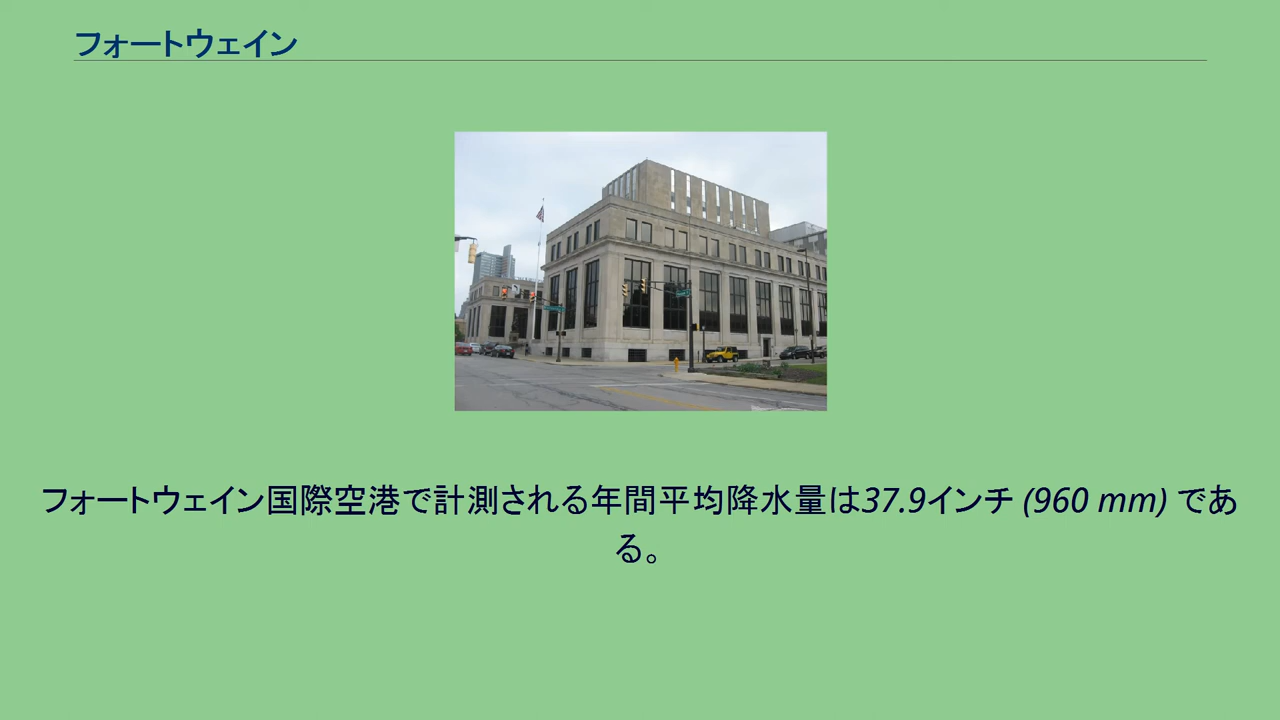 フォートウェイン
フォートウェイン国際空港で計測される年間平均降水量は37.9インチ (960 mm) であ
る。